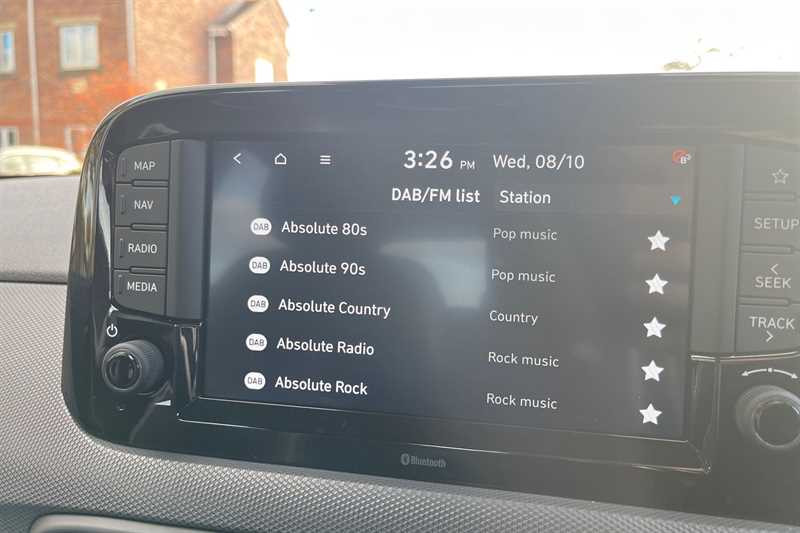 3:26 PM Wed, 08/10
DAB/FM list Station
DAB Absolute 80s Pop music
DAB Absolute 90s Pop music
DAB Absolute Country Country
DAB Absolute Radio Rock music
DAB Absolute Rock Rock music
MAP
NAV
RADIO
MEDIA
SETUP
< SEEK
TRACK >
Bluetooth